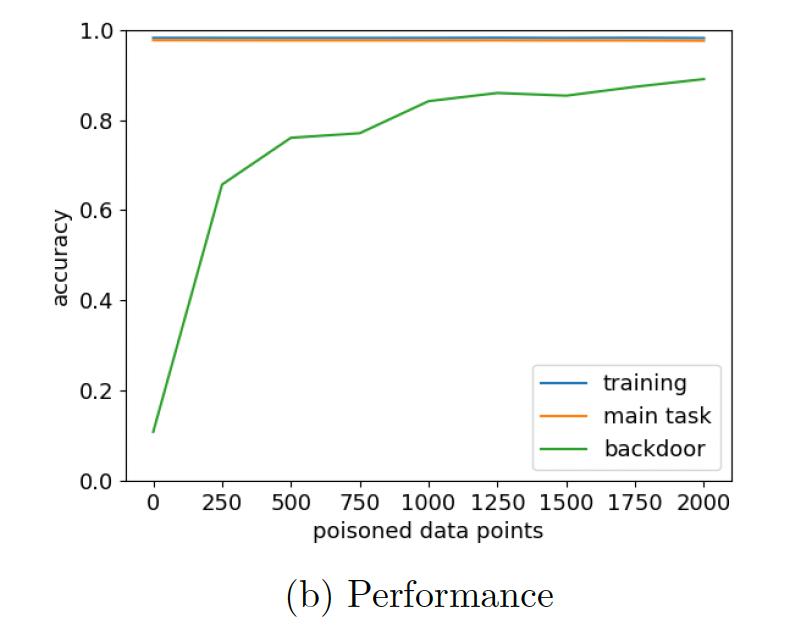 1.0
0.8
0.6
0.4
0.2
0.0
accuracy
training
main task
backdoor
0 250 500 750 1000 1250 1500 1750 2000
poisoned data points
(b) Performance